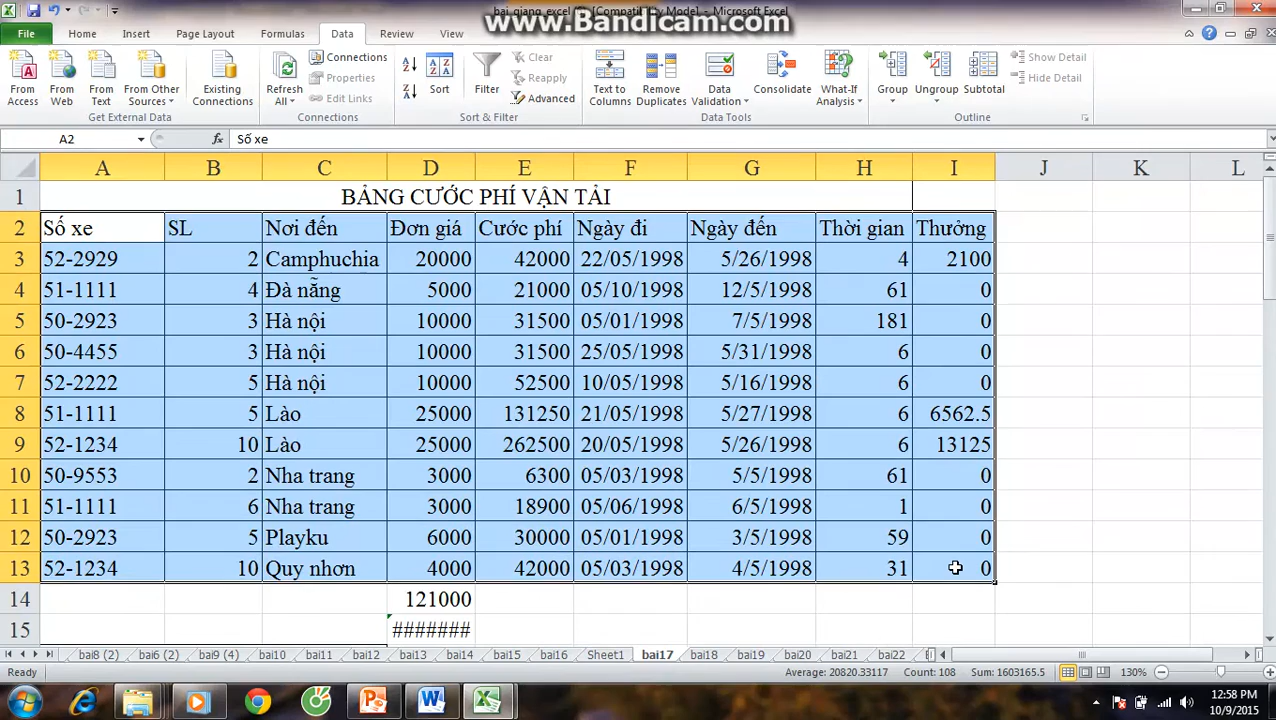 bai giang excel (5) [Compatibility Mode] - Microsoft Excel
www.Bandicam.com
File Home Insert Page Layout Formulas Data Review View
From Access
From Web
From Text
From Other Sources
Existing Connections
Get External Data
Refresh All
Connections
Properties
Edit Links
Connections
Sort
Filter
Clear
Reapply
Advanced
Sort & Filter
Text to Columns
Remove Duplicates
Data Validation
Consolidate
What-If Analysis
Data Tools
Group
Ungroup
Subtotal
Show Detail
Hide Detail
Outline
A2 fx Số xe
A B C D E F G H I J K L
1 BẢNG CƯỚC PHÍ VẬN TẢI
2 Số xe SL Nơi đến Đơn giá Cước phí Ngày đi Ngày đến Thời gian Thưởng
3 52-2929 2 Camphuchia 20000 42000 22/05/1998 5/26/1998 4 2100
4 51-1111 4 Đà nẵng 5000 21000 05/10/1998 12/5/1998 61 0
5 50-2923 3 Hà nội 10000 31500 05/01/1998 7/5/1998 181 0
6 50-4455 3 Hà nội 10000 31500 25/05/1998 5/31/1998 6 0
7 52-2222 5 Hà nội 10000 52500 10/05/1998 5/16/1998 6 0
8 51-1111 5 Lào 25000 131250 21/05/1998 5/27/1998 6 6562.5
9 52-1234 10 Lào 25000 262500 20/05/1998 5/26/1998 6 13125
10 50-9553 2 Nha trang 3000 6300 05/03/1998 5/5/1998 61 0
11 51-1111 6 Nha trang 3000 18900 05/06/1998 6/5/1998 1 0
12 50-2923 5 Playku 6000 30000 05/01/1998 3/5/1998 59 0
13 52-1234 10 Quy nhơn 4000 42000 05/03/1998 4/5/1998 31 0
14 121000
15 #######
bai8 (2) bai6 (2) bai9 (4) bai10 bai11 bai12 bai13 bai14 bai15 bai16 Sheet1 bai17 bai18 bai19 bai20 bai21 bai22
Ready Average: 20820.33117 Count: 108 Sum: 1603165.5 130%
12:58 PM
10/9/2015